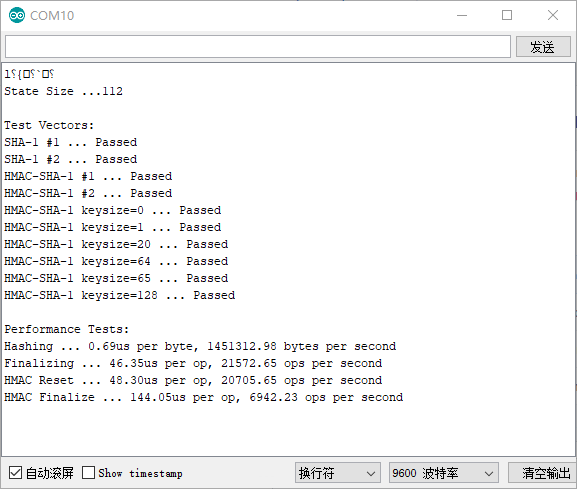 COM10
发送
State Size ...112
Test Vectors:
SHA-1 #1 ... Passed
SHA-1 #2 ... Passed
HMAC-SHA-1 #1 ... Passed
HMAC-SHA-1 #2 ... Passed
HMAC-SHA-1 keysize=0 ... Passed
HMAC-SHA-1 keysize=1 ... Passed
HMAC-SHA-1 keysize=20 ... Passed
HMAC-SHA-1 keysize=64 ... Passed
HMAC-SHA-1 keysize=65 ... Passed
HMAC-SHA-1 keysize=128 ... Passed
Performance Tests:
Hashing ... 0.69us per byte, 1451312.98 bytes per second
Finalizing ... 46.35us per op, 21572.65 ops per second
HMAC Reset ... 48.30us per op, 20705.65 ops per second
HMAC Finalize ... 144.05us per op, 6942.23 ops per second
自动滚屏 Show timestamp 换行符 9600 波特率 清空输出